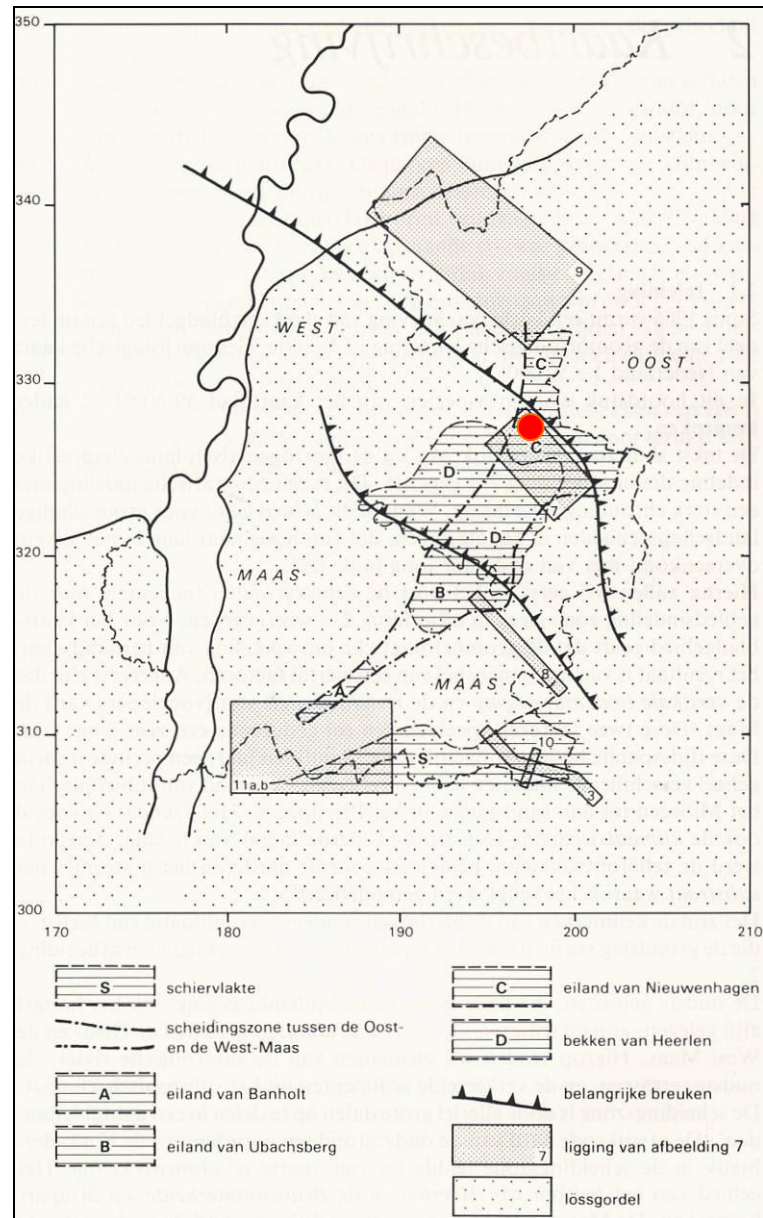 350
340
330
320
310
300
170
180
190
200
210
WEST
OOST
MAAS
MAAS
9
C
C
7
D
D
B
A
8
S
10
3
11a,b
S schiervlakte
scheidingszone tussen de Oost-
en de West-Maas
A eiland van Banholt
B eiland van Ubachsberg
C eiland van Nieuwenhagen
D bekken van Heerlen
belangrijke breuken
7 ligging van afbeelding 7
lossgordel